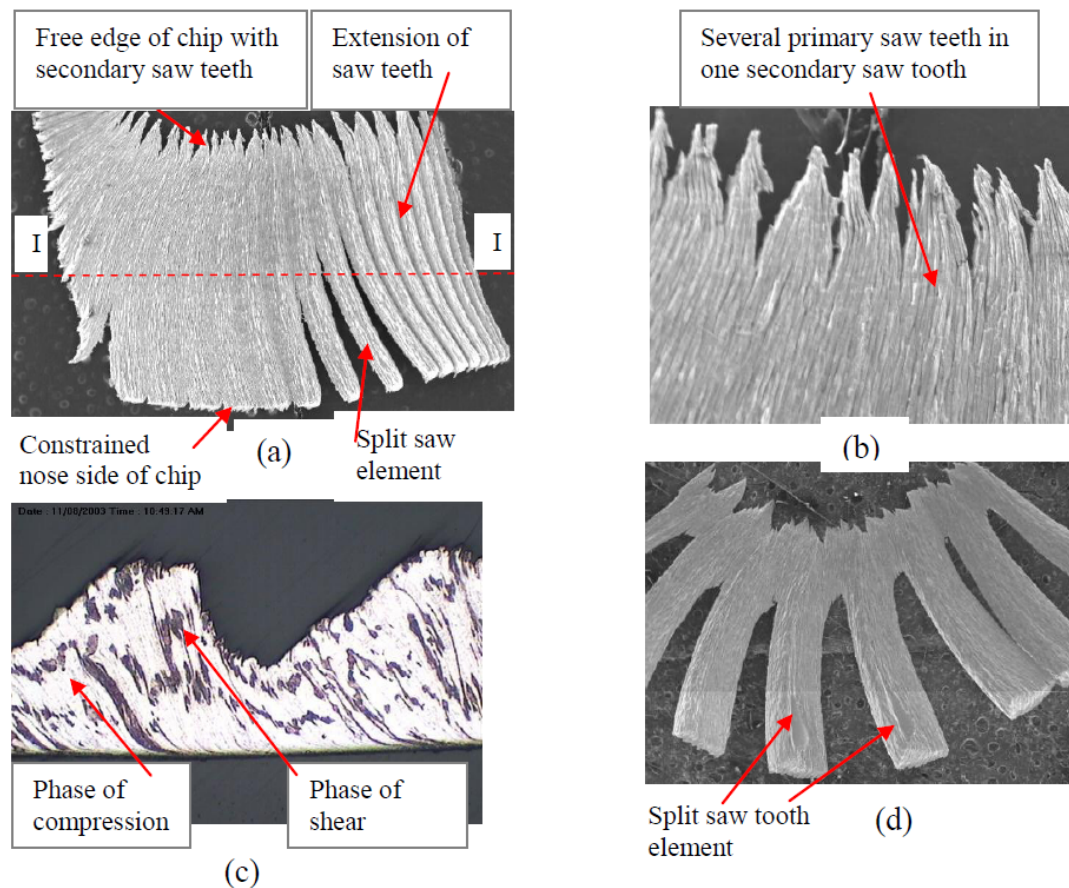 Free edge of chip with
secondary saw teeth
Extension of
saw teeth
I
I
Constrained
nose side of chip
Split saw
element
(a)
Several primary saw teeth in
one secondary saw tooth
(b)
Date : 11/00/2003 Time : 10:49.17 AM
Phase of
compression
Phase of
shear
(c)
Split saw tooth
element
(d)